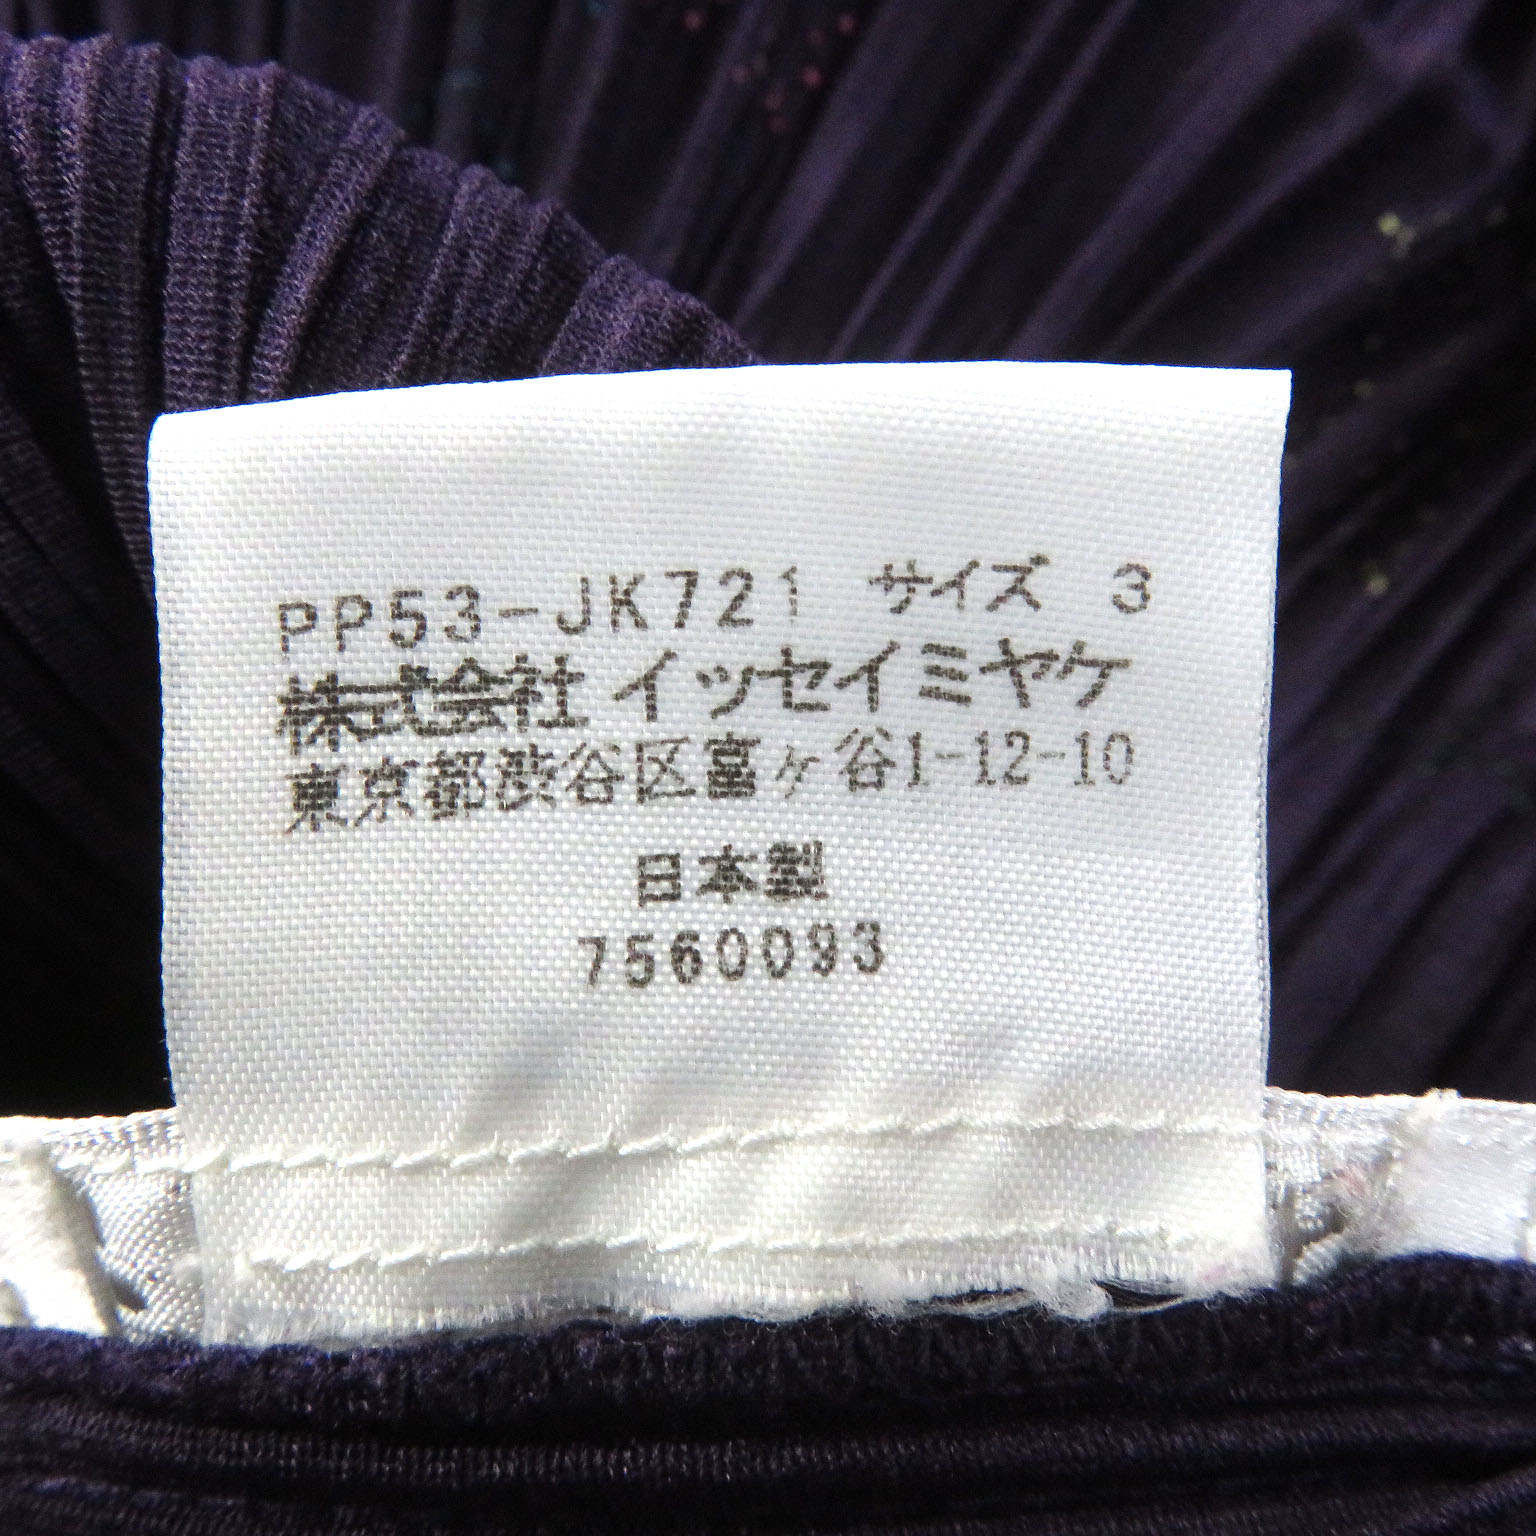 PP53-JK721 サイズ 3
株式会社イッセイミヤケ
東京都渋谷区富ヶ谷1-12-10
日本製
7560093